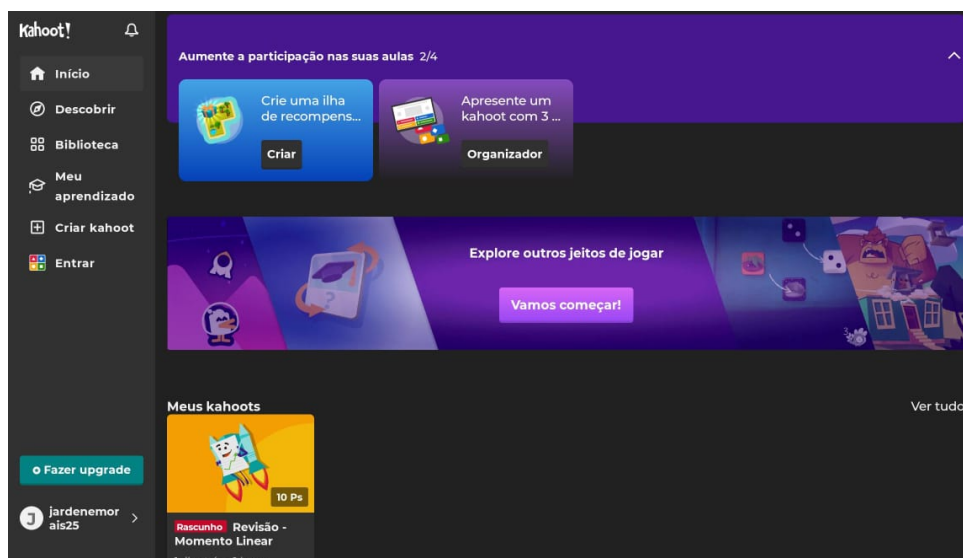 Kahoot!
Início
Descobrir
Biblioteca
Meu
aprendizado
Criar kahoot
Entrar
Fazer upgrade
J
jardenemor
ais25
Aumente a participação nas suas aulas 2/4
Crie uma ilha
de recompens...
Criar
Apresente um
kahoot com 3 ...
Organizador
Explore outros jeitos de jogar
Vamos começar!
Meus kahoots
Ver tudo
10 Ps
Rascunho Revisão -
Momento Linear